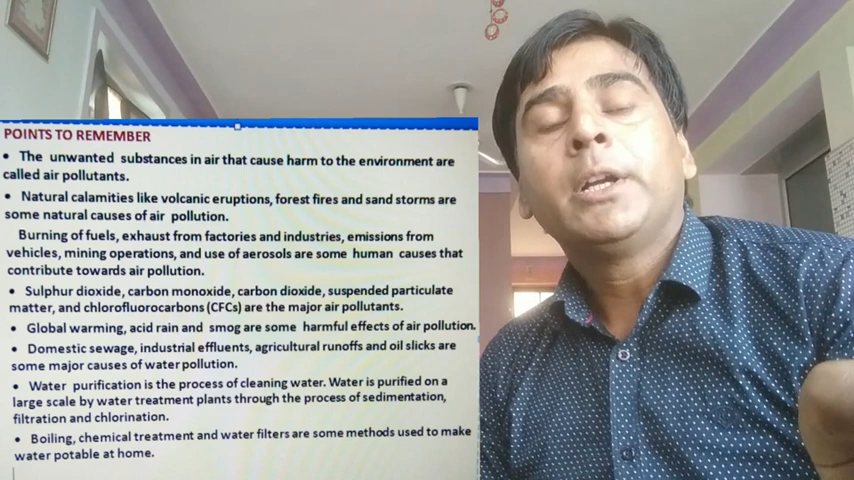 POINTS TO REMEMBER
• The unwanted substances in air that cause harm to the environment are
called air pollutants.
• Natural calamities like volcanic eruptions, forest fires and sand storms are
some natural causes of air pollution.
Burning of fuels, exhaust from factories and industries, emissions from
vehicles, mining operations, and use of aerosols are some human causes that
contribute towards air pollution.
• Sulphur dioxide, carbon monoxide, carbon dioxide, suspended particulate
matter, and chlorofluorocarbons (CFCs) are the major air pollutants.
• Global warming, acid rain and smog are some harmful effects of air pollution.
• Domestic sewage, industrial effluents, agricultural runoffs and oil slicks are
some major causes of water pollution.
• Water purification is the process of cleaning water. Water is purified on a
large scale by water treatment plants through the process of sedimentation,
filtration and chlorination.
• Boiling, chemical treatment and water filters are some methods used to make
water potable at home.